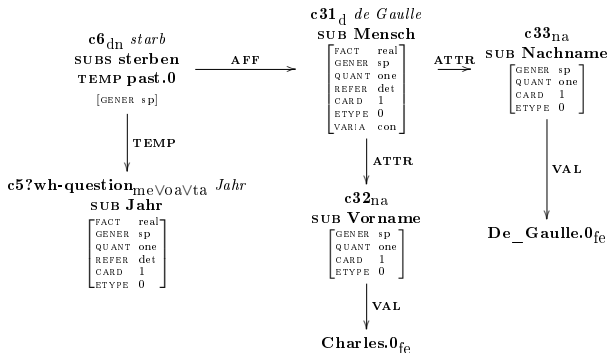 c6dn starb
SUBS sterben
TEMP past.0
[GENER sp]
AFF
c31d de Gaulle
SUB Mensch
FACT real
GENER sp
QUANT one
REFER det
CARD 1
ETYPE 0
VARIA con
ATTR
c33na
SUB Nachname
GENER sp
QUANT one
CARD 1
ETYPE 0
TEMP
ATTR
VAL
c5?wh-question me∨oa∨ta Jahr
SUB Jahr
FACT real
GENER sp
QUANT one
REFER det
CARD 1
ETYPE 0
c32na
SUB Vorname
GENER sp
QUANT one
CARD 1
ETYPE 0
De_Gaulle.0fe
VAL
Charles.0fe